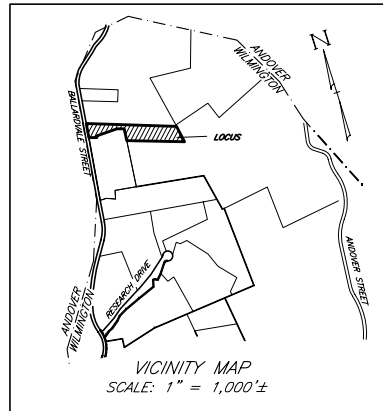 ANDOVER
WILMINGTON
N
BALLARDVALE STREET
LOCUS
RESEARCH DRIVE
ANDOVER STREET
ANDOVER
WILMINGTON
VICINITY MAP
SCALE: 1" = 1,000'±